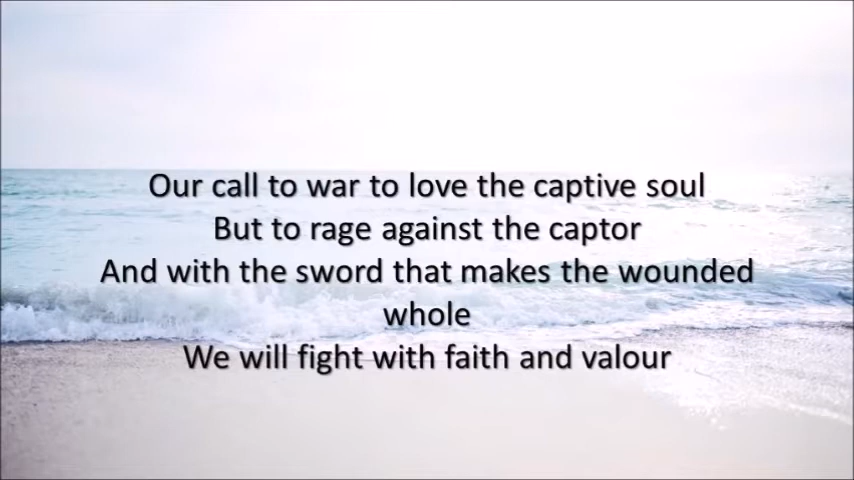 Our call to war to love the captive soul
But to rage against the captor
And with the sword that makes the wounded
whole
We will fight with faith and valour